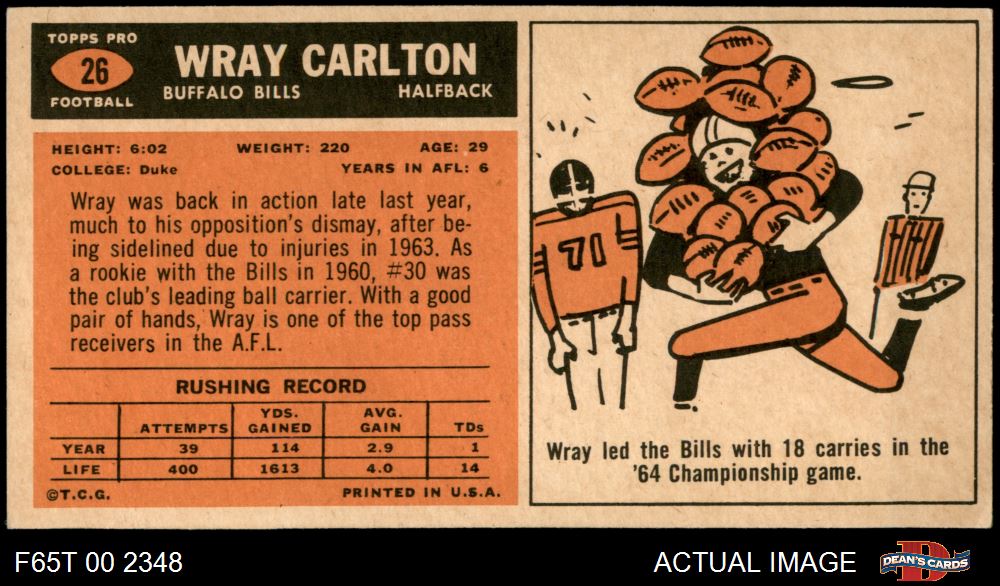 TOPPS PRO
26
FOOTBALL
WRAY CARLTON
BUFFALO BILLS HALFBACK
HEIGHT: 6:02 WEIGHT: 220 AGE: 29
COLLEGE: Duke YEARS IN AFL: 6
Wray was back in action late last year,
much to his opposition's dismay, after be-
ing sidelined due to injuries in 1963. As
a rookie with the Bills in 1960, #30 was
the club's leading ball carrier. With a good
pair of hands, Wray is one of the top pass
receivers in the A.F.L.
RUSHING RECORD
ATTEMPTS YDS. GAINED AVG. GAIN TDs
YEAR 39 114 2.9 1
LIFE 400 1613 4.0 14
©T.C.G. PRINTED IN U.S.A.
71
Wray led the Bills with 18 carries in the
'64 Championship game.
F65T 00 2348 ACTUAL IMAGE
DEAN'S CARDS